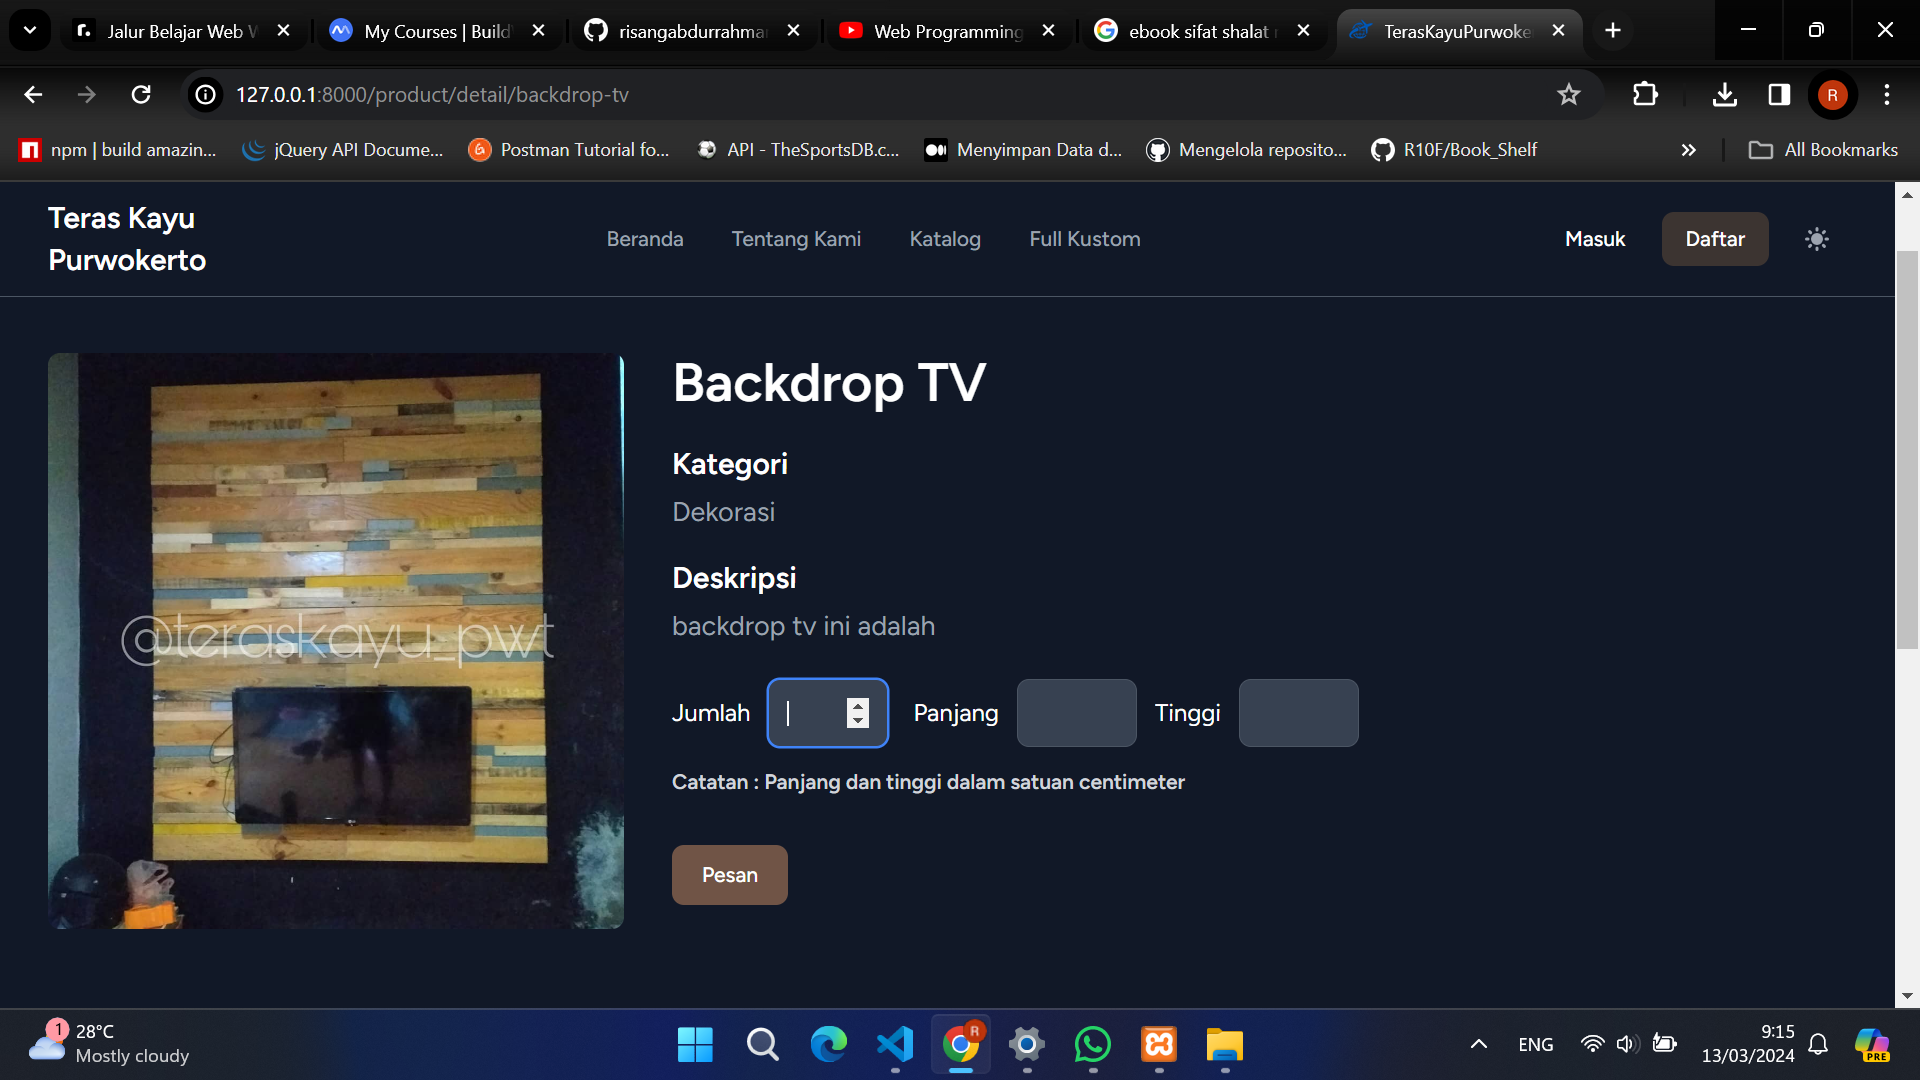 Jalur Belajar Web
My Courses | Build
risangabdurrahma
Web Programming
ebook sifat shalat
TerasKayuPurwoke
127.0.0.1:8000/product/detail/backdrop-tv
R
npm | build amazin...
jQuery API Docume...
Postman Tutorial fo...
API - TheSportsDB.c...
Menyimpan Data d...
Mengelola reposito...
R10F/Book_Shelf
All Bookmarks
Teras Kayu
Purwokerto
Beranda
Tentang Kami
Katalog
Full Kustom
Masuk
Daftar
@teraskayu_pwt
Backdrop TV
Kategori
Dekorasi
Deskripsi
backdrop tv ini adalah
Jumlah
Panjang
Tinggi
Catatan : Panjang dan tinggi dalam satuan centimeter
Pesan
1
28°C
Mostly cloudy
R
ENG
9:15
13/03/2024
PRE